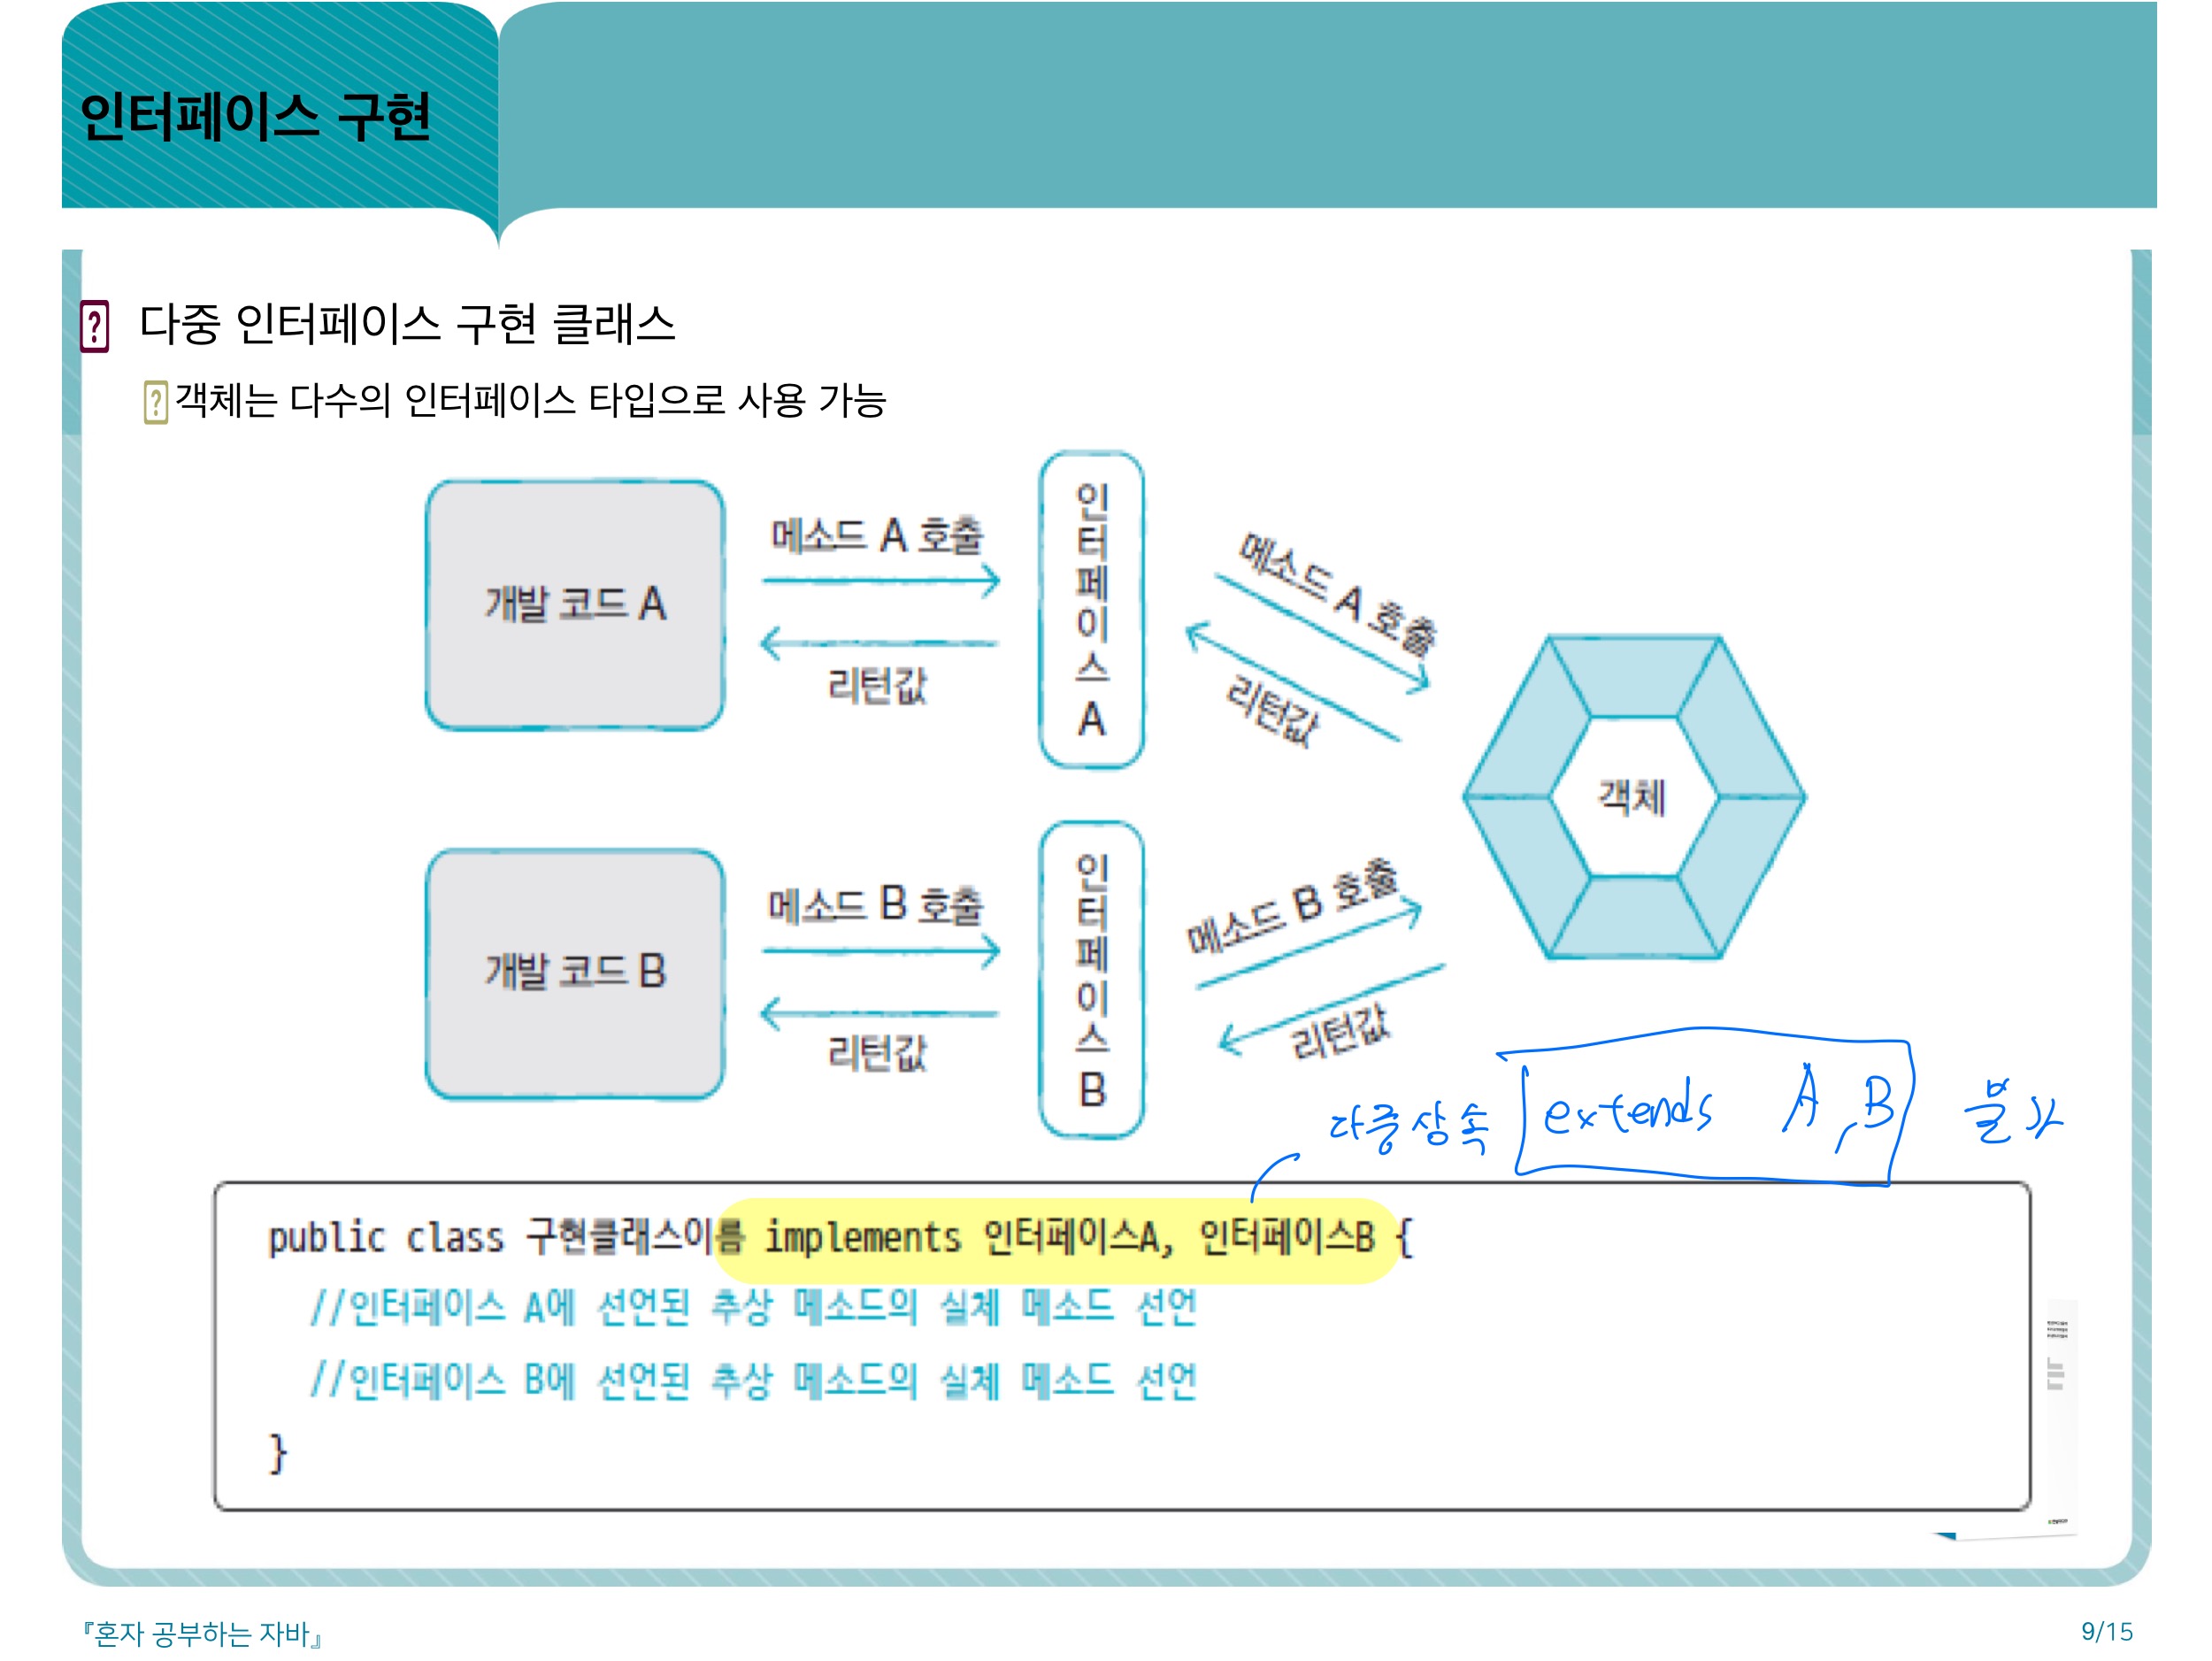 인터페이스 구현
다중 인터페이스 구현 클래스
객체는 다수의 인터페이스 타입으로 사용 가능
개발 코드 A
메소드 A 호출
리턴값
인터페이스 A
메소드 A 호출
리턴값
객체
개발 코드 B
메소드 B 호출
리턴값
인터페이스 B
메소드 B 호출
리턴값
다중상속 extends A, B 불가
public class 구현클래스이름 implements 인터페이스A, 인터페이스B {
//인터페이스 A에 선언된 추상 메소드의 실체 메소드 선언
//인터페이스 B에 선언된 추상 메소드의 실체 메소드 선언
}
『혼자 공부하는 자바』
9/15